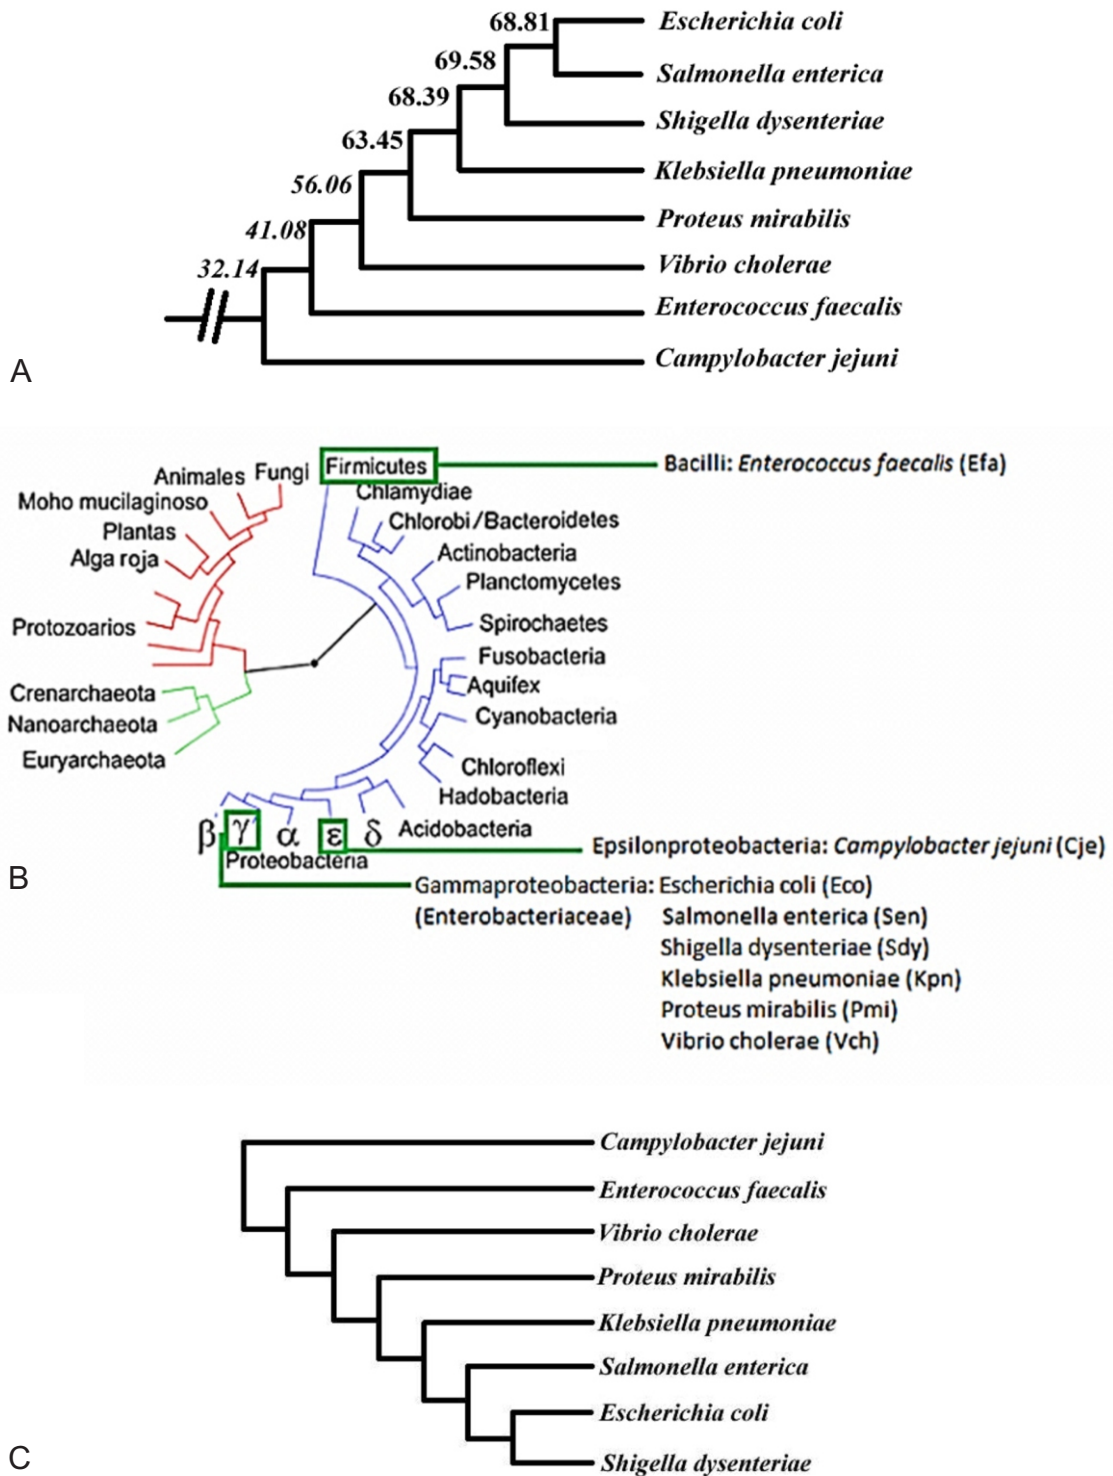 68.81
Escherichia coli
69.58
Salmonella enterica
68.39
Shigella dysenteriae
63.45
Klebsiella pneumoniae
56.06
Proteus mirabilis
41.08
Vibrio cholerae
32.14
Enterococcus faecalis
Campylobacter jejuni
A
Animales
Fungi
Firmicutes
Bacilli: Enterococcus faecalis (Efa)
Moho mucilaginoso
Chlamydiae
Plantas
Chlorobi/Bacteroidetes
Alga roja
Actinobacteria
Planctomycetes
Protozoarios
Spirochaetes
Fusobacteria
Crenarchaeota
Aquifex
Nanoarchaeota
Cyanobacteria
Euryarchaeota
Chloroflexi
Hadobacteria
β γ α ε δ
Acidobacteria
Proteobacteria
Epsilonproteobacteria: Campylobacter jejuni (Cje)
B
Gammaproteobacteria: Escherichia coli (Eco)
(Enterobacteriaceae) Salmonella enterica (Sen)
Shigella dysenteriae (Sdy)
Klebsiella pneumoniae (Kpn)
Proteus mirabilis (Pmi)
Vibrio cholerae (Vch)
Campylobacter jejuni
Enterococcus faecalis
Vibrio cholerae
Proteus mirabilis
Klebsiella pneumoniae
Salmonella enterica
Escherichia coli
Shigella dysenteriae
C